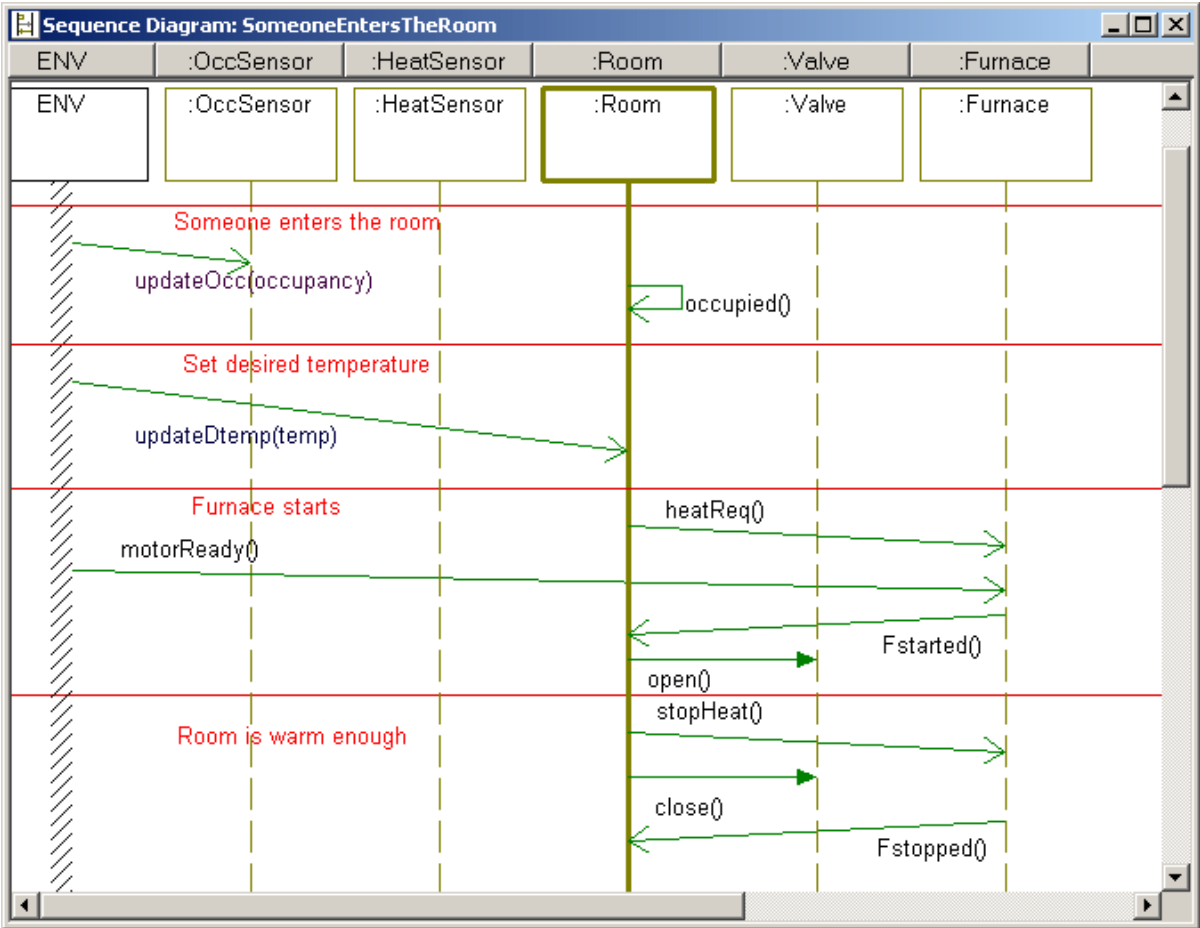 Sequence Diagram: SomeoneEntersTheRoom
ENV :OccSensor :HeatSensor :Room :Valve :Furnace
ENV :OccSensor :HeatSensor :Room :Valve :Furnace
Someone enters the room
updateOcc(occupancy)
occupied()
Set desired temperature
updateDtemp(temp)
Furnace starts
heatReq()
motorReady()
Fstarted()
open()
stopHeat()
Room is warm enough
close()
Fstopped()